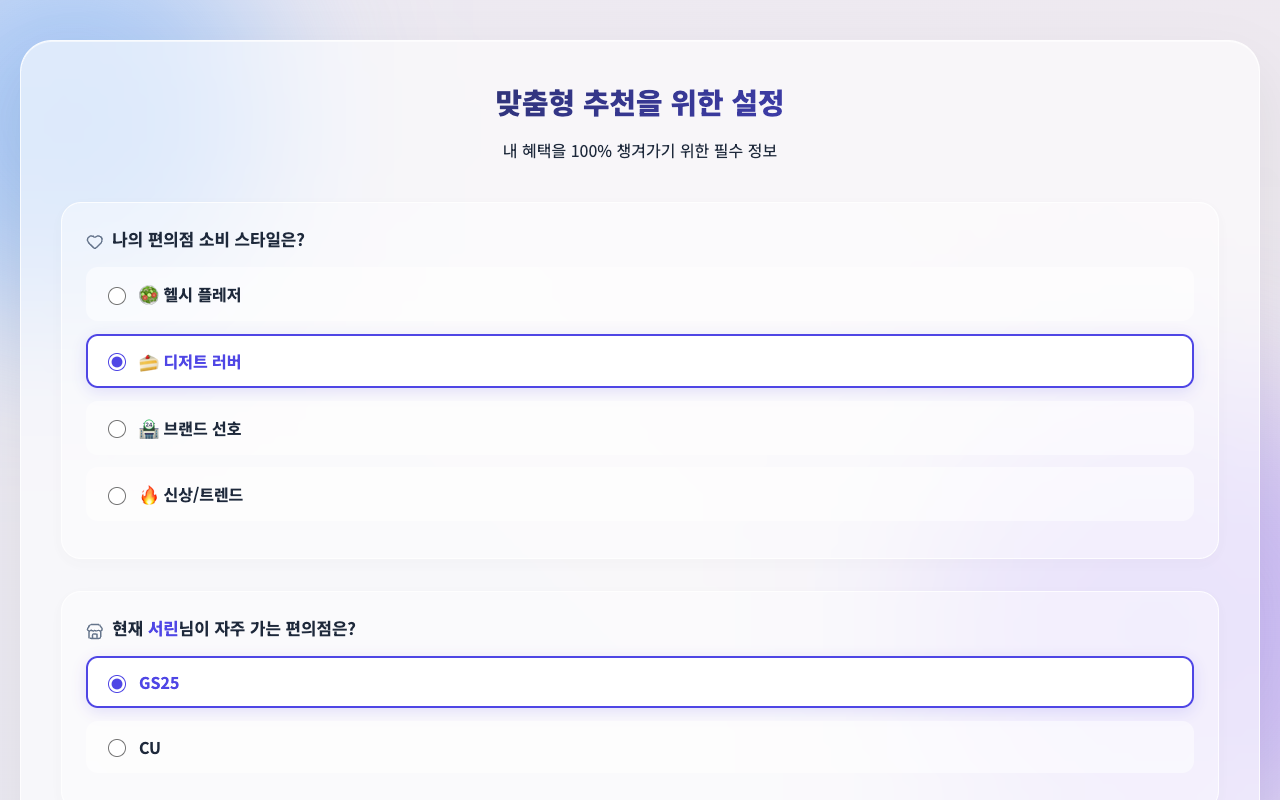 맞춤형 추천을 위한 설정
내 혜택을 100% 챙겨가기 위한 필수 정보
나의 편의점 소비 스타일은?
🥗 헬시 플레저
🍰 디저트 러버
🏪 브랜드 선호
🔥 신상/트렌드
현재 서린님이 자주 가는 편의점은?
GS25
CU